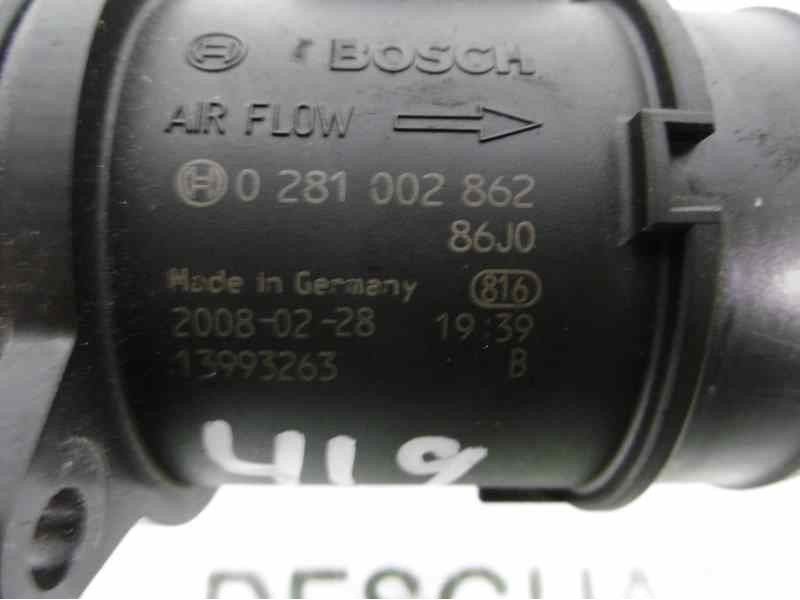 BOSCH
AIR FLOW
0 281 002 862
86J0
Made in Germany 816
2008-02-28 19:39
13993263 B
419